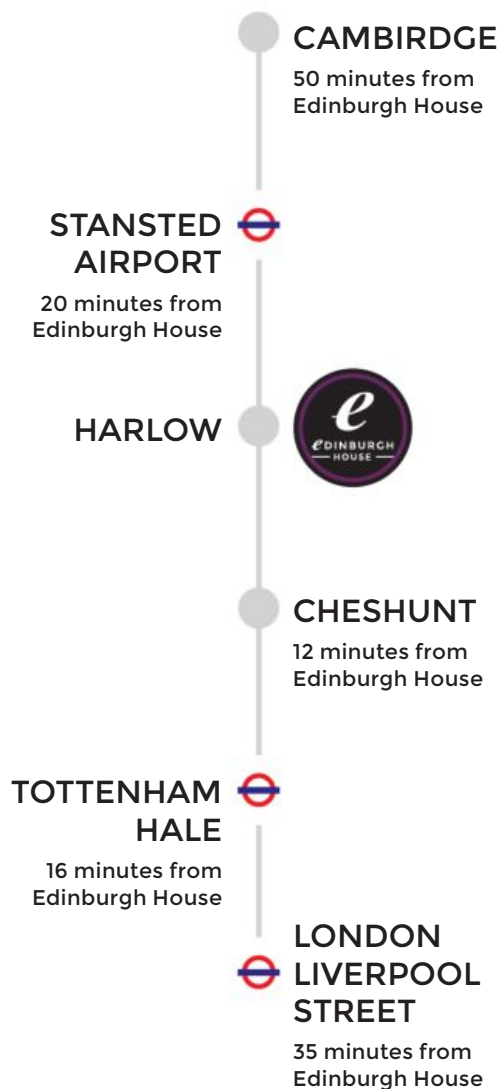 CAMBIRDGE
50 minutes from
Edinburgh House
STANSTED
AIRPORT
20 minutes from
Edinburgh House
HARLOW
e
eDINBURGH
HOUSE
CHESHUNT
12 minutes from
Edinburgh House
TOTTENHAM
HALE
16 minutes from
Edinburgh House
LONDON
LIVERPOOL
STREET
35 minutes from
Edinburgh House